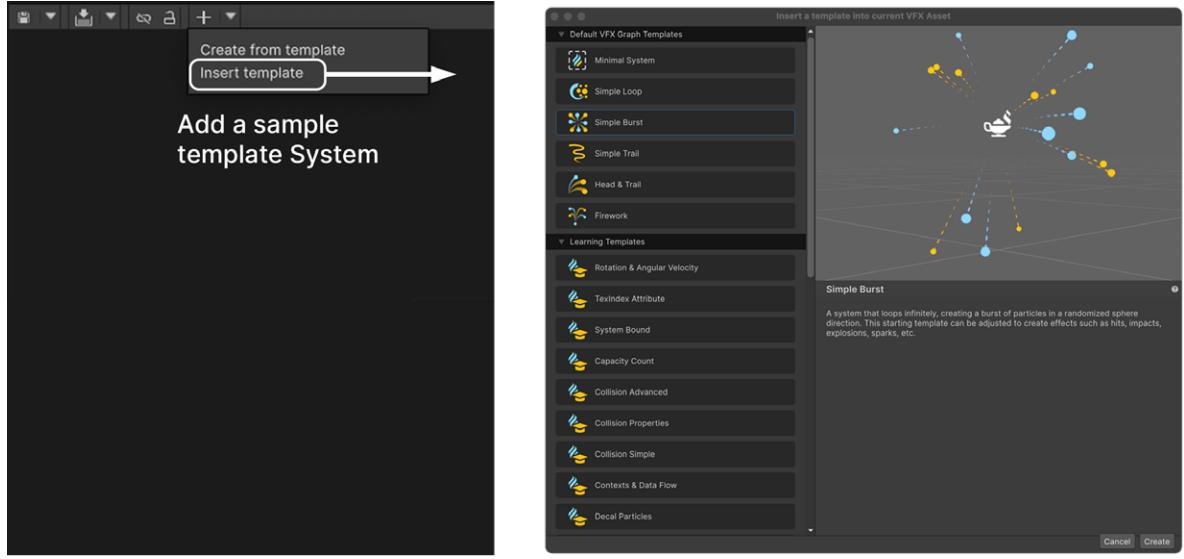 Create from template
Insert template
Add a sample
template System
Insert a template into current VFX Asset
Default VFX Graph Templates
Minimal System
Simple Loop
Simple Burst
Simple Trail
Head & Trail
Firework
Learning Templates
Rotation & Angular Velocity
TexIndex Attribute
System Bound
Capacity Count
Collision Advanced
Collision Properties
Collision Simple
Contexts & Data Flow
Decal Particles
Simple Burst
A system that loops infinitely, creating a burst of particles in a randomized sphere
direction. This starting template can be adjusted to create effects such as hits, impacts,
explosions, sparks, etc.
Cancel
Create